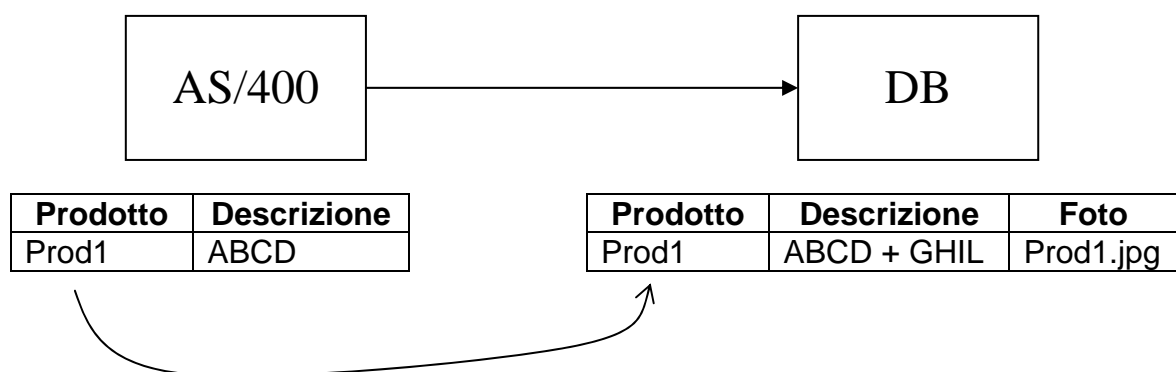 AS/400
DB
Prodotto Descrizione
Prod1 ABCD
Prodotto Descrizione Foto
Prod1 ABCD + GHIL Prod1.jpg